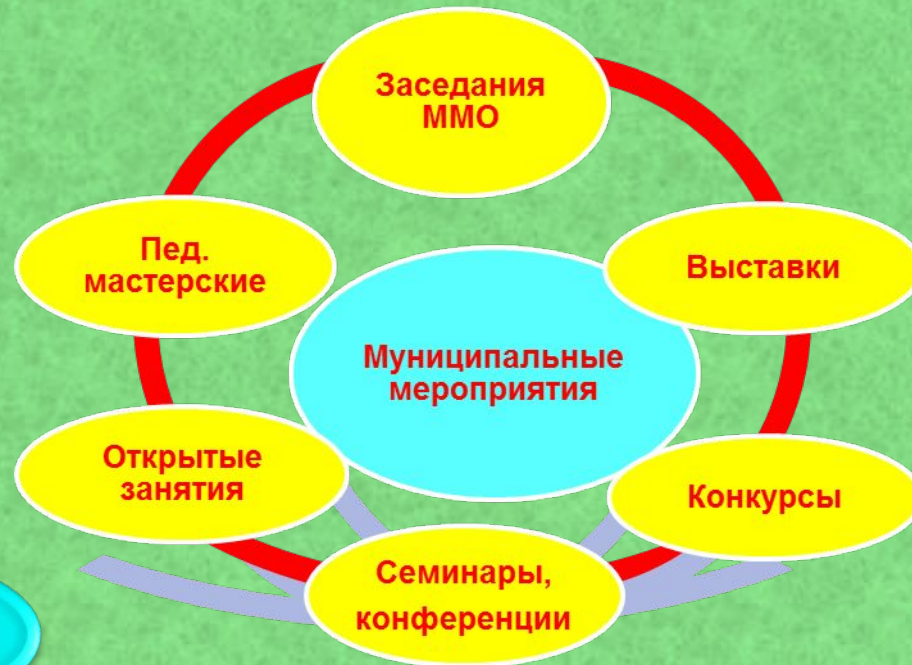 Заседания
ММО
Пед.
мастерские
Выставки
Муниципальные
мероприятия
Открытые
занятия
Конкурсы
Семинары,
конференции